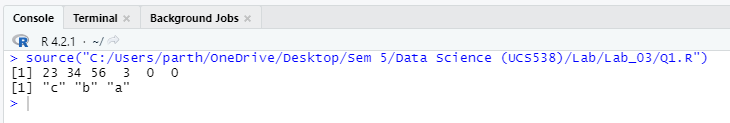 Console Terminal Background Jobs
R 4.2.1 · ~/
> source("C:/Users/parth/OneDrive/Desktop/Sem 5/Data Science (UCS538)/Lab/Lab_03/Q1.R")
[1] 23 34 56  3  0  0
[1] "c" "b" "a"
>